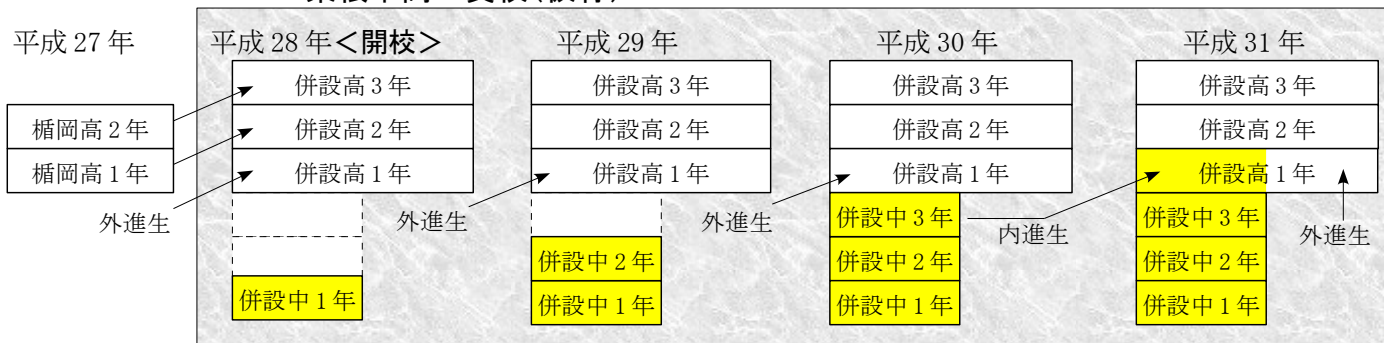 平成27年
平成28年<開校>
平成29年
平成30年
平成31年
楯岡高2年
楯岡高1年
外進生
併設高3年
併設高2年
併設高1年
併設中1年
外進生
併設高3年
併設高2年
併設高1年
併設中2年
併設中1年
外進生
併設高3年
併設高2年
併設高1年
併設中3年
併設中2年
併設中1年
内進生
併設高3年
併設高2年
併設高1年
併設中3年
併設中2年
併設中1年
外進生